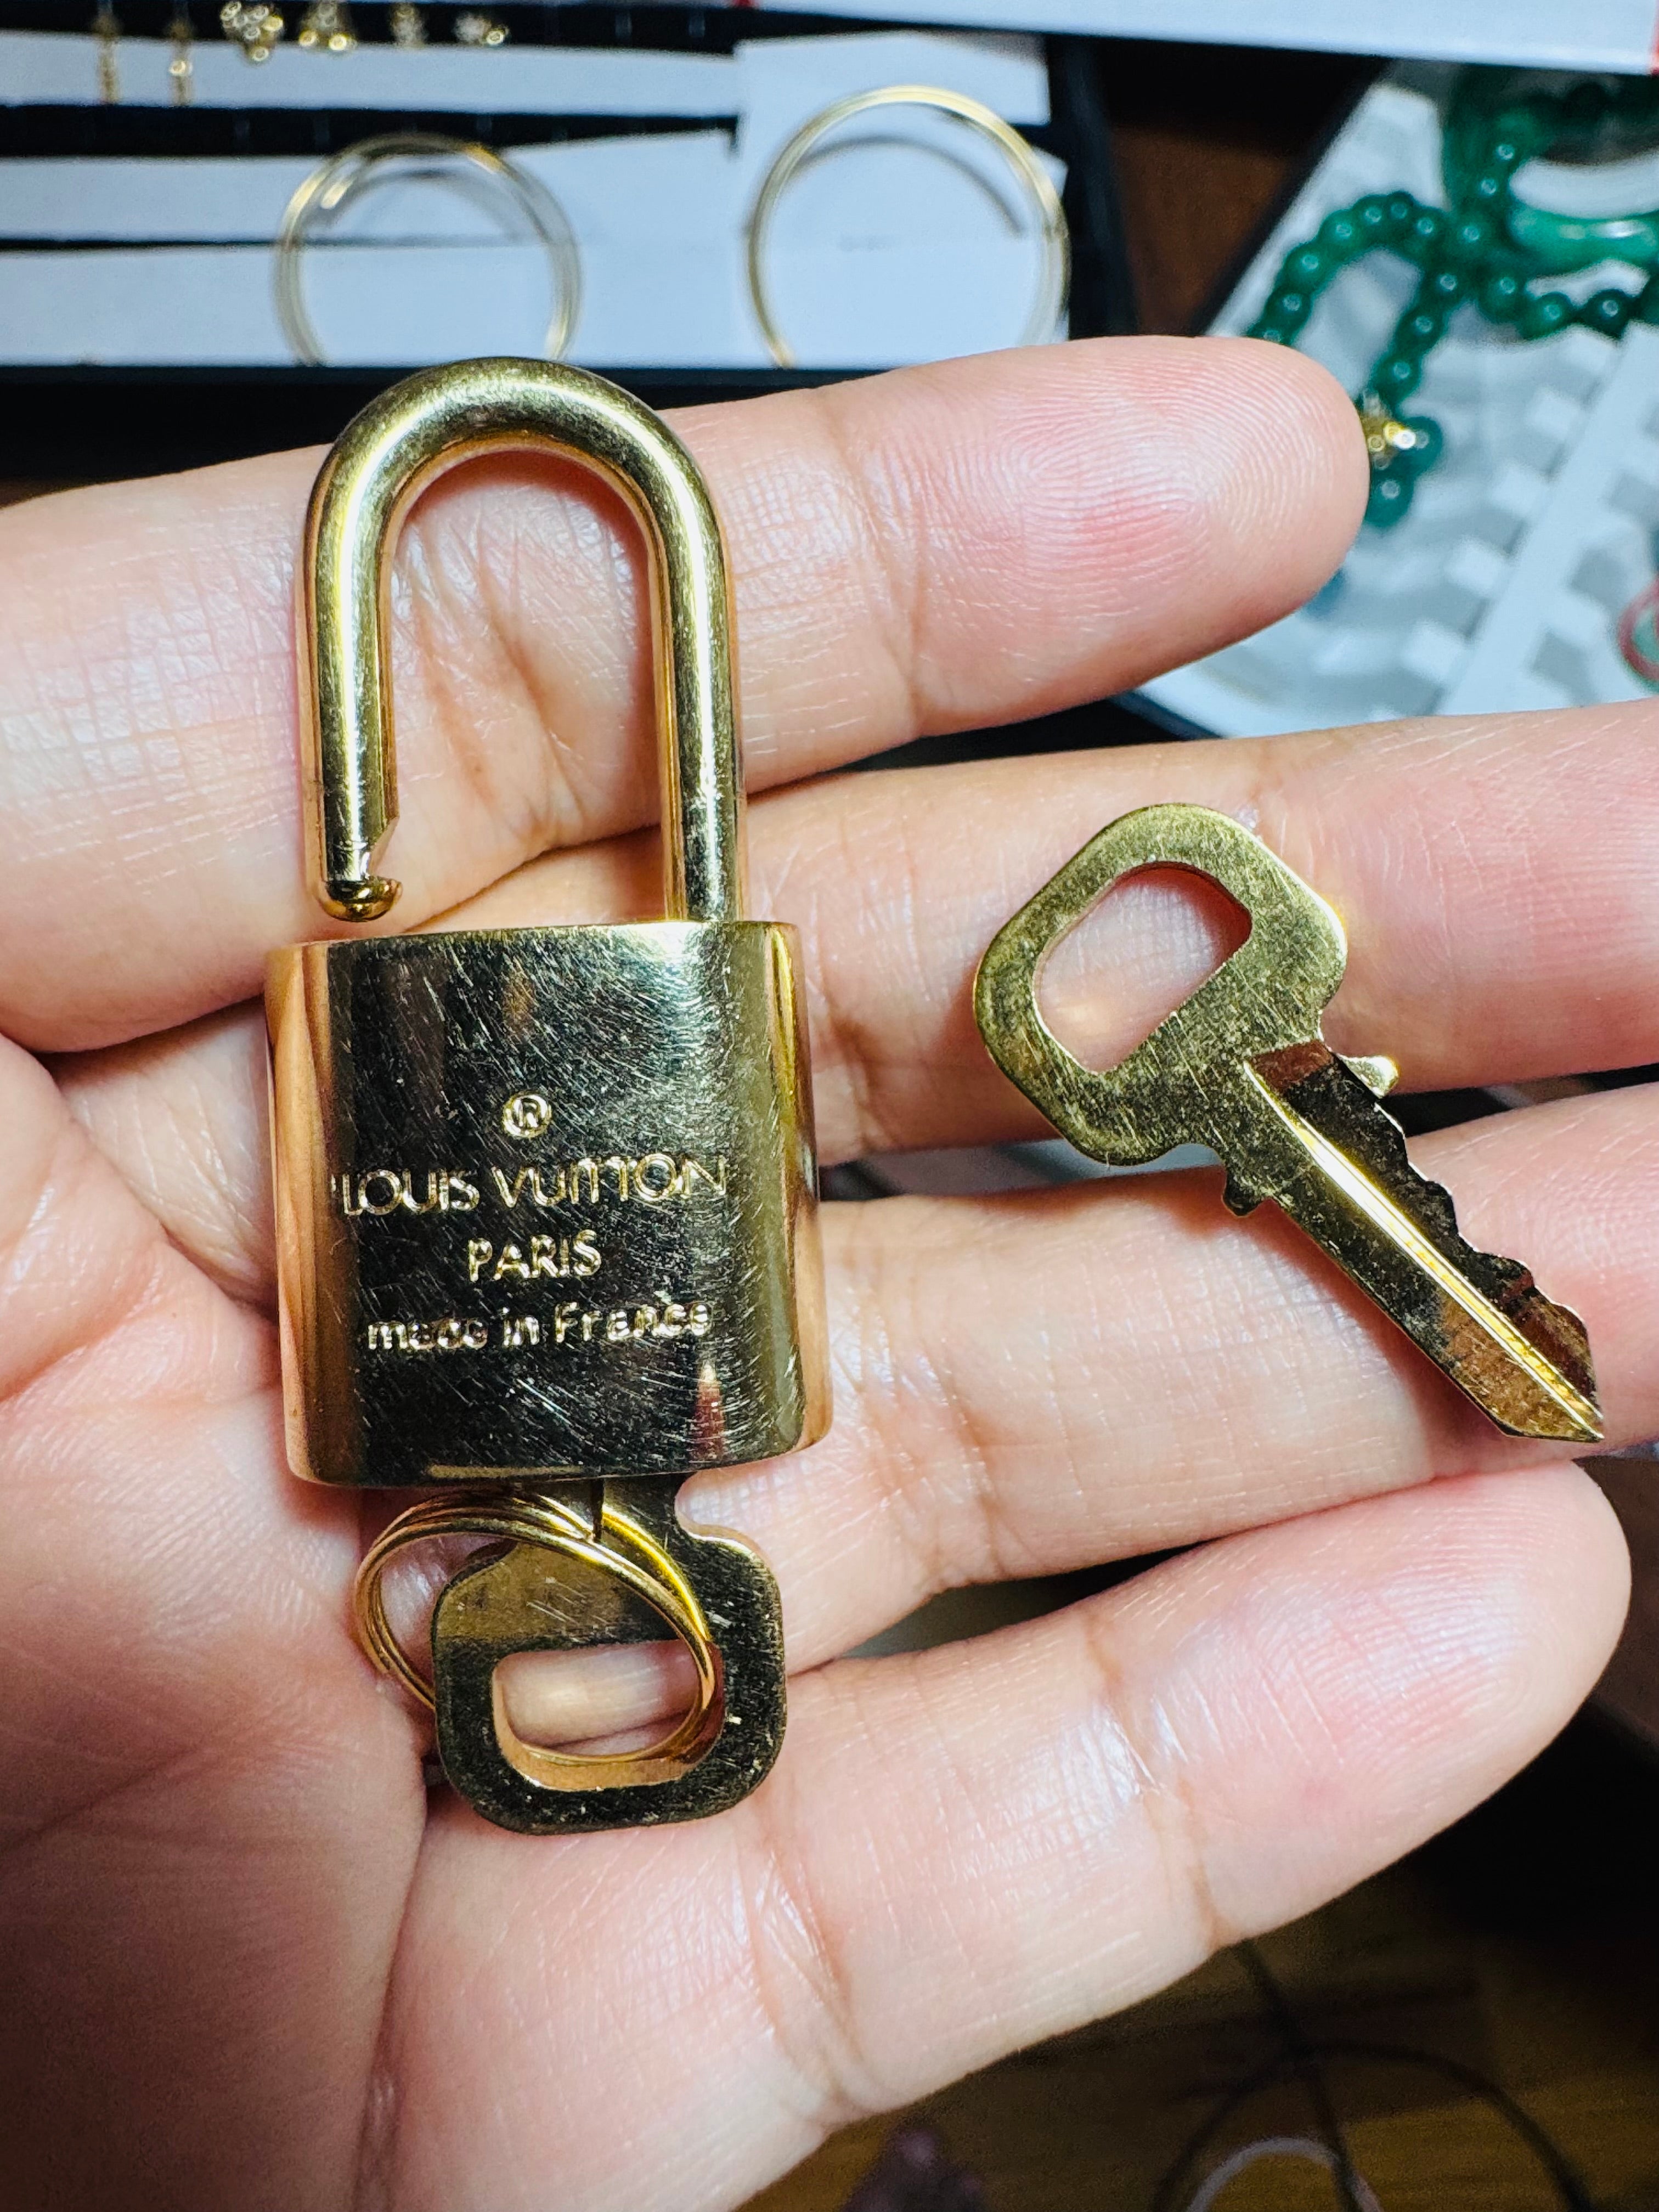 ®
LOUIS VUITTON
PARIS
made in France